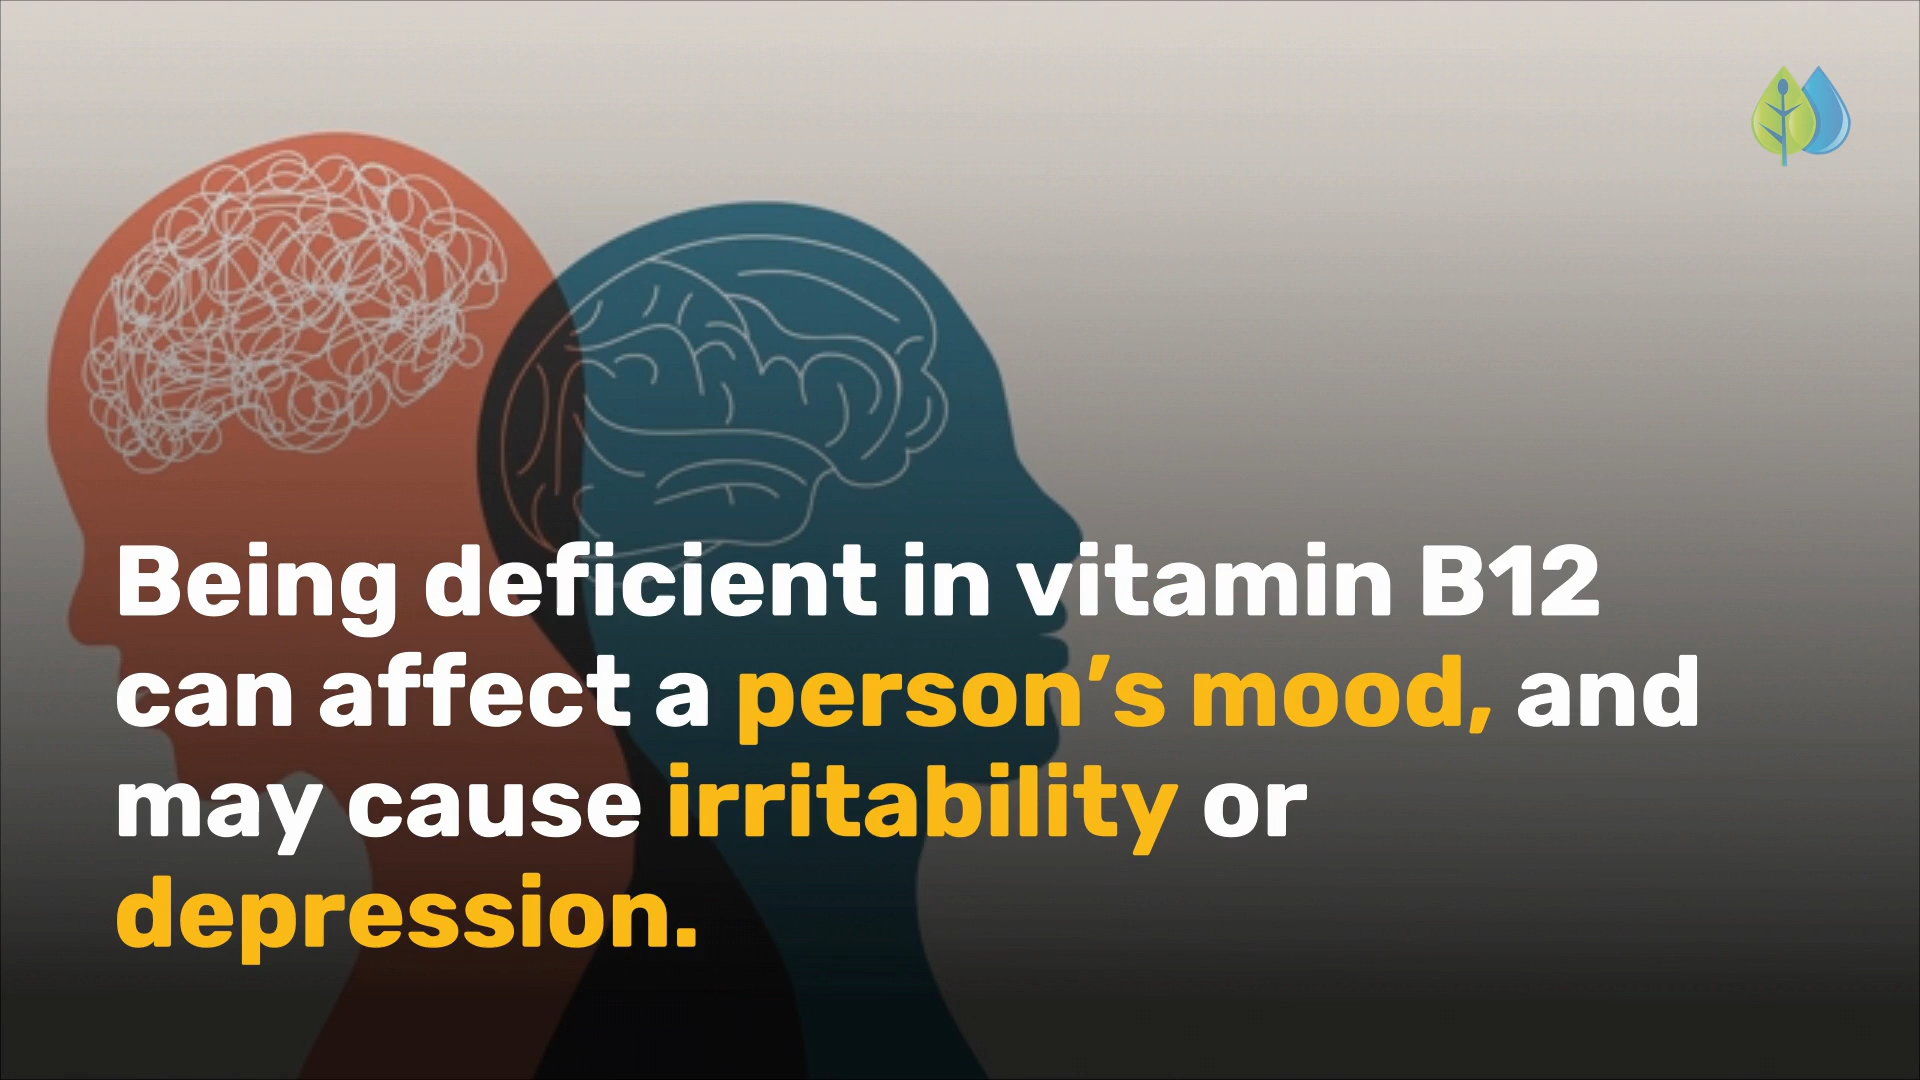 Being deficient in vitamin B12
can affect a person’s mood, and
may cause irritability or
depression.